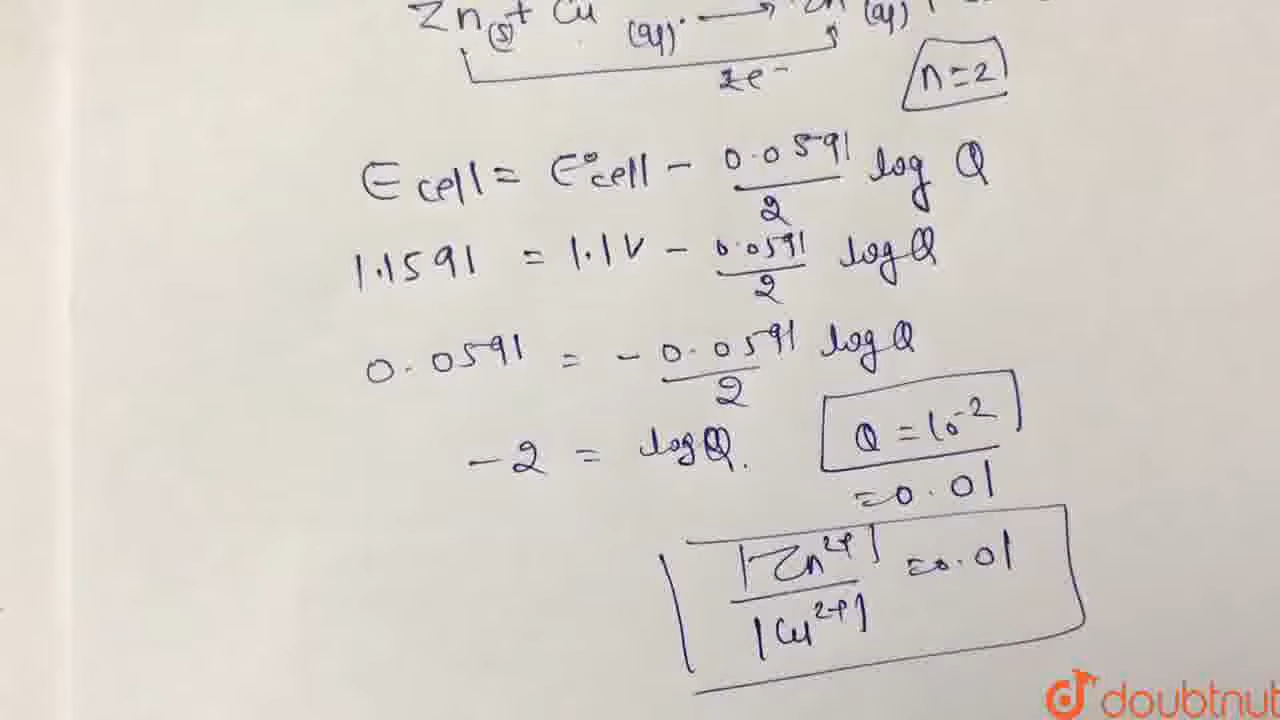 Zn(s) + Cu (aq). → Zn (aq) +
2e⁻
n=2
Ecell = E°cell - 0.0591/2 log Q
1.1591 = 1.1V - 0.0591/2 log Q
0.0591 = - 0.0591/2 log Q
-2 = log Q.
Q = 10⁻²
= 0.01
[Zn²⁺]/[Cu²⁺] = 0.01
doubtnut